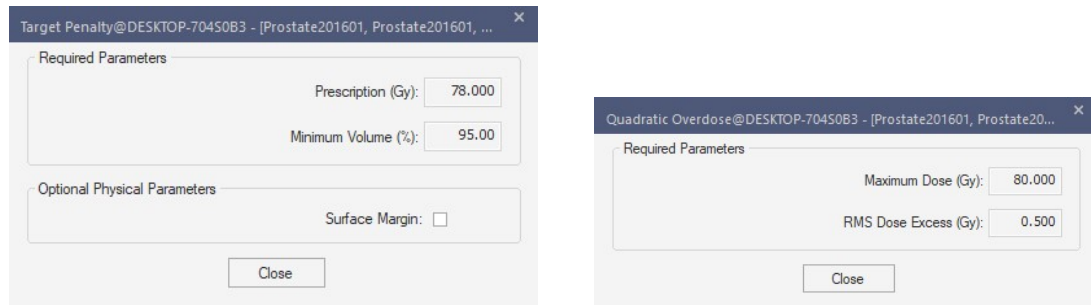 Target Penalty@DESKTOP-704S0B3 - [Prostate201601, Prostate201601, ...
Required Parameters
Prescription (Gy): 78.000
Minimum Volume (%): 95.00
Optional Physical Parameters
Surface Margin:
Close
Quadratic Overdose@DESKTOP-704S0B3 - [Prostate201601, Prostate20...
Required Parameters
Maximum Dose (Gy): 80.000
RMS Dose Excess (Gy): 0.500
Close